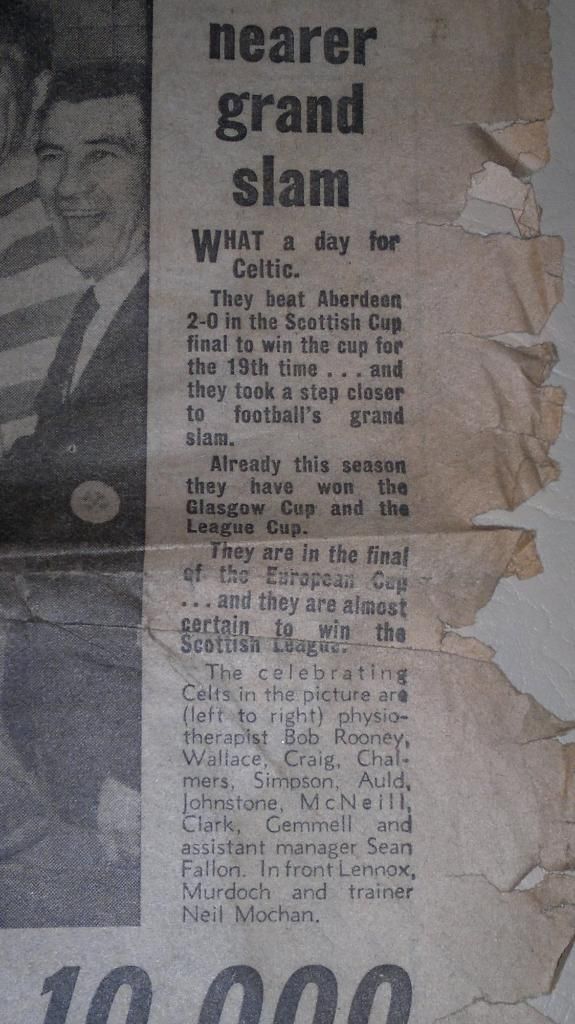 nearer
grand
slam
WHAT a day for
Celtic.
They beat Aberdeen
2-0 in the Scottish Cup
final to win the cup for
the 19th time . . . and
they took a step closer
to football's grand
slam.
Already this season
they have won the
Glasgow Cup and the
League Cup.
They are in the final
of the European Cup
. . . and they are almost
certain to win the
Scottish League.
The celebrating
Celts in the picture are
(left to right) physio-
therapist Bob Rooney,
Wallace, Craig, Chal-
mers, Simpson, Auld,
Johnstone, McNeill,
Clark, Gemmell and
assistant manager Sean
Fallon. In front Lennox,
Murdoch and trainer
Neil Mochan.
10,000